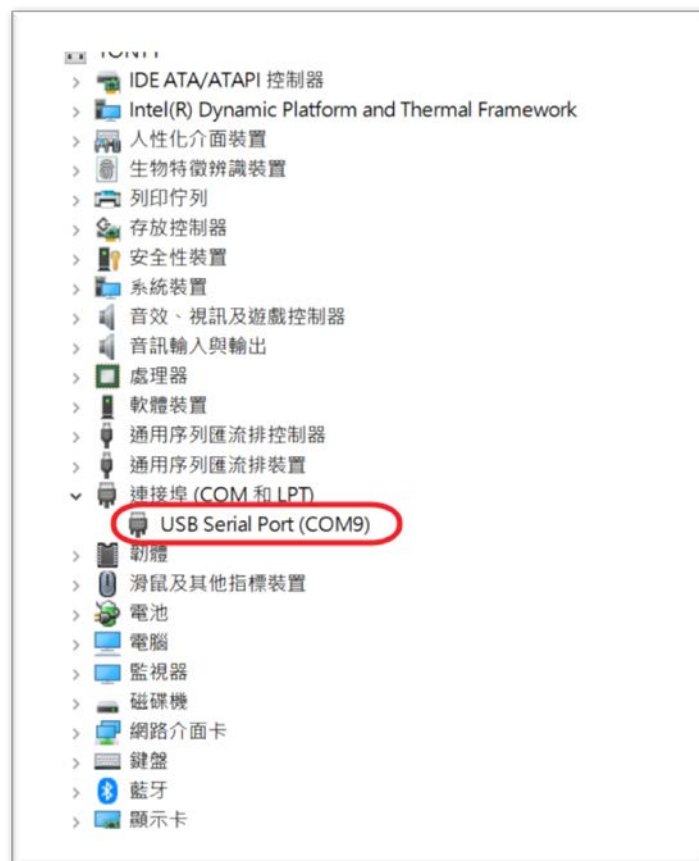 IDE ATA/ATAPI 控制器
Intel(R) Dynamic Platform and Thermal Framework
人性化介面裝置
生物特徵辨識裝置
列印佇列
存放控制器
安全性裝置
系統裝置
音效、視訊及遊戲控制器
音訊輸入與輸出
處理器
軟體裝置
通用序列匯流排控制器
通用序列匯流排裝置
連接埠 (COM 和 LPT)
USB Serial Port (COM9)
韌體
滑鼠及其他指標裝置
電池
電腦
監視器
磁碟機
網路介面卡
鍵盤
藍牙
顯示卡